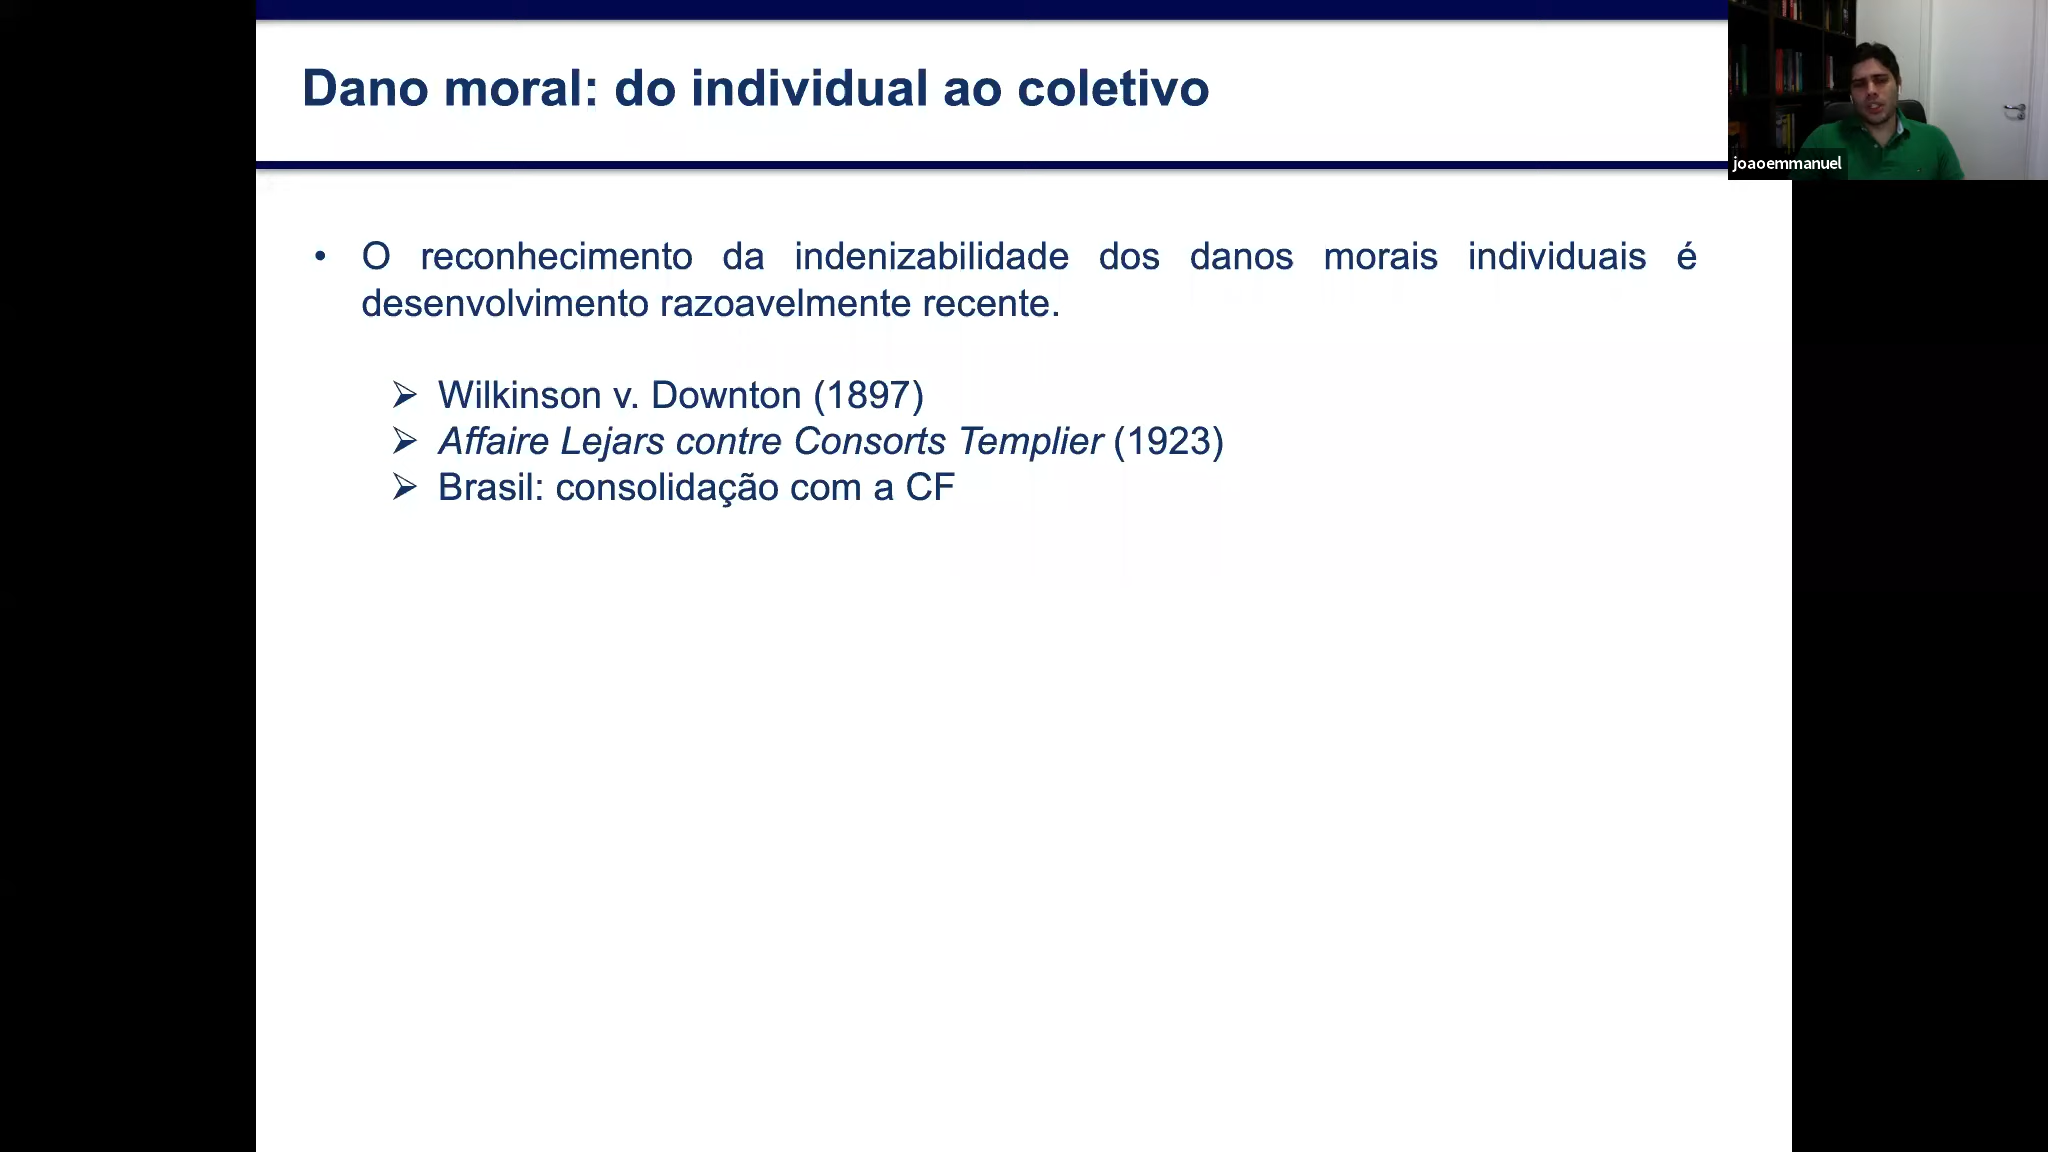 Dano moral: do individual ao coletivo
joaoemmanuel
• O reconhecimento da indenizabilidade dos danos morais individuais é
desenvolvimento razoavelmente recente.
➢ Wilkinson v. Downton (1897)
➢ Affaire Lejars contre Consorts Templier (1923)
➢ Brasil: consolidação com a CF